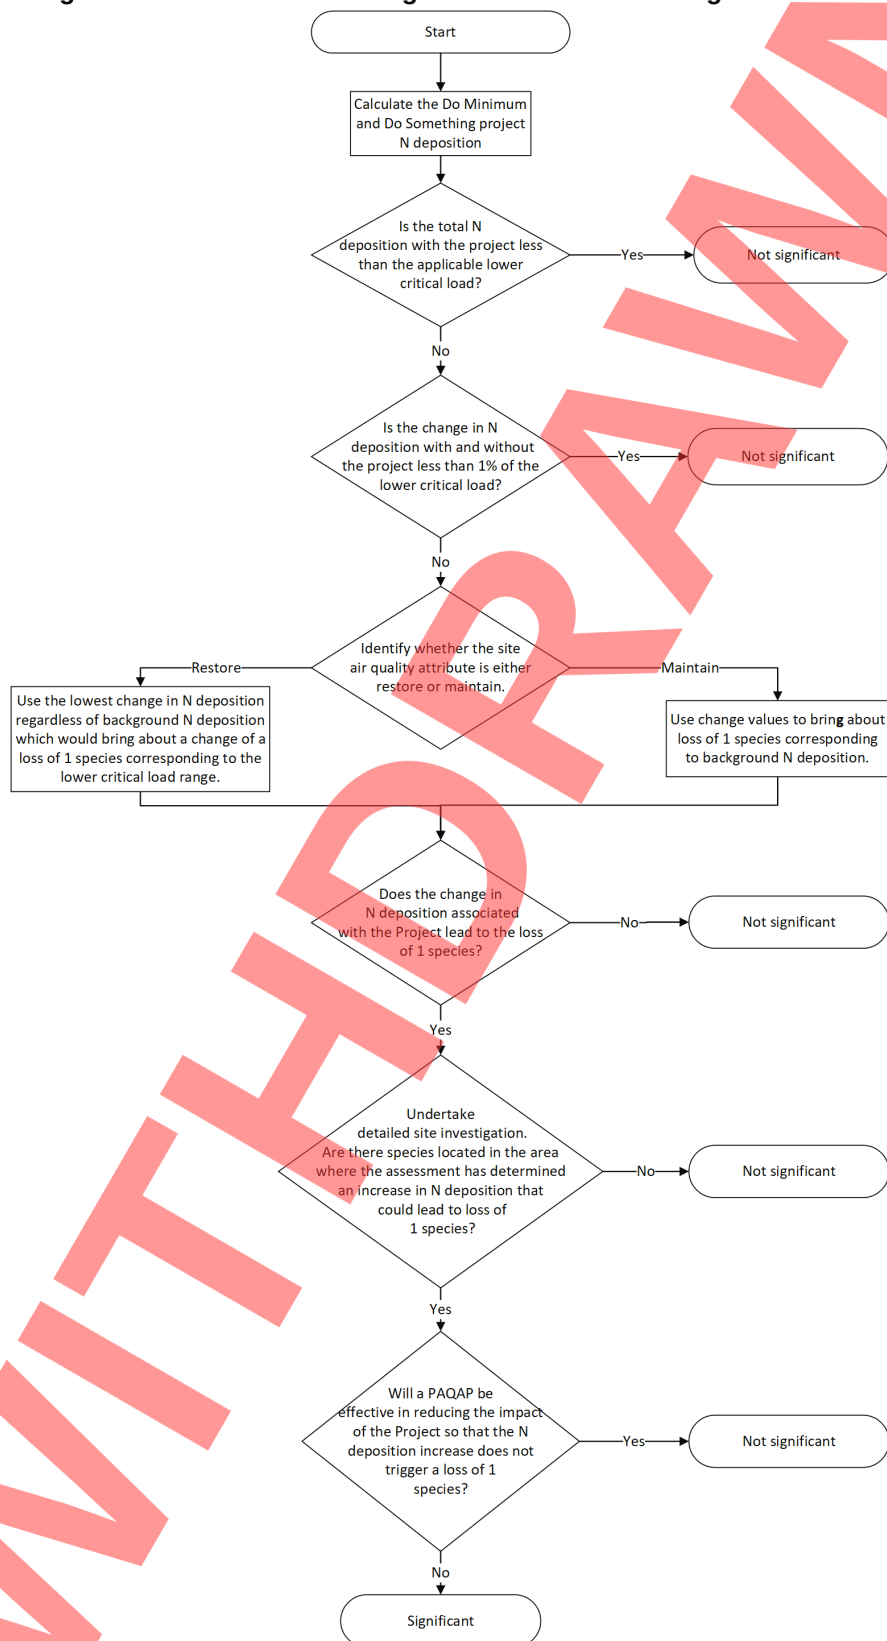 Start
Calculate the Do Minimum
and Do Something project
N deposition
Is the total N
deposition with the project less
than the applicable lower
critical load?
Yes
Not significant
No
Is the change in N
deposition with and without
the project less than 1% of the
lower critical load?
Yes
Not significant
No
Identify whether the site
air quality attribute is either
restore or maintain.
Restore
Maintain
Use the lowest change in N deposition
regardless of background N deposition
which would bring about a change of a
loss of 1 species corresponding to the
lower critical load range.
Use change values to bring about
loss of 1 species corresponding
to background N deposition.
Does the change in
N deposition associated
with the Project lead to the loss
of 1 species?
No
Not significant
Yes
Undertake
detailed site investigation.
Are there species located in the area
where the assessment has determined
an increase in N deposition that
could lead to loss of
1 species?
No
Not significant
Yes
Will a PAQAP be
effective in reducing the impact
of the Project so that the N
deposition increase does not
trigger a loss of 1
species?
Yes
Not significant
No
Significant
WITHDRAWN